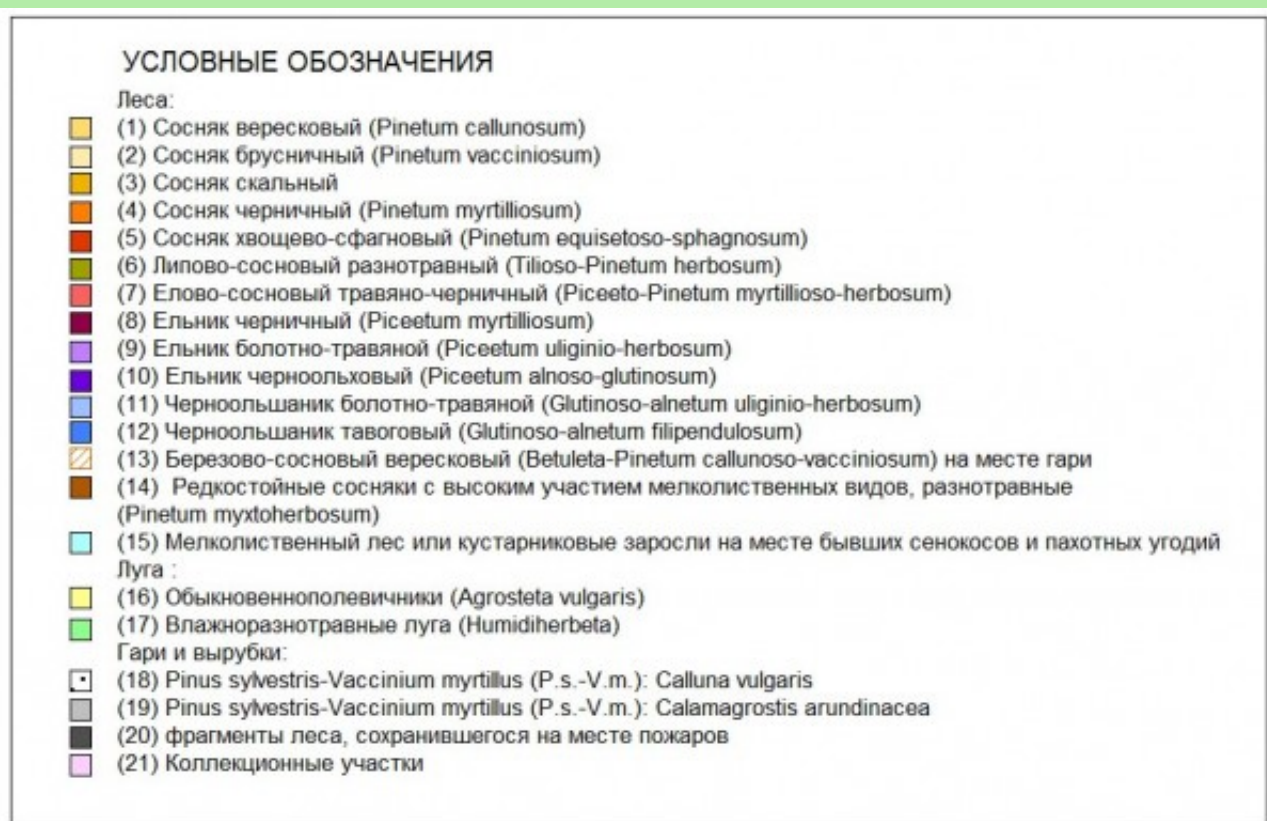 УСЛОВНЫЕ ОБОЗНАЧЕНИЯ
Леса:
(1) Сосняк вересковый (Pinetum callunosum)
(2) Сосняк брусничный (Pinetum vacciniosum)
(3) Сосняк скальный
(4) Сосняк черничный (Pinetum myrtilliosum)
(5) Сосняк хвощево-сфагновый (Pinetum equisetoso-sphagnosum)
(6) Липово-сосновый разнотравный (Tilioso-Pinetum herbosum)
(7) Елово-сосновый травяно-черничный (Piceeto-Pinetum myrtillioso-herbosum)
(8) Ельник черничный (Piceetum myrtilliosum)
(9) Ельник болотно-травяной (Piceetum uliginio-herbosum)
(10) Ельник черноольховый (Piceetum alnoso-glutinosum)
(11) Черноольшаник болотно-травяной (Glutinoso-alnetum uliginio-herbosum)
(12) Черноольшаник таволговый (Glutinoso-alnetum filipendulosum)
(13) Березово-сосновый вересковый (Betuleta-Pinetum callunoso-vacciniosum) на месте гари
(14) Редкостойные сосняки с высоким участием мелколиственных видов, разнотравные
(Pinetum myxtoherbosum)
(15) Мелколиственный лес или кустарниковые заросли на месте бывших сенокосов и пахотных угодий
Луга :
(16) Обыкновеннополевичники (Agrosteta vulgaris)
(17) Влажноразнотравные луга (Humidiherbeta)
Гари и вырубки:
(18) Pinus sylvestris-Vaccinium myrtillus (P.s.-V.m.): Calluna vulgaris
(19) Pinus sylvestris-Vaccinium myrtillus (P.s.-V.m.): Calamagrostis arundinacea
(20) фрагменты леса, сохранившегося на месте пожаров
(21) Коллекционные участки